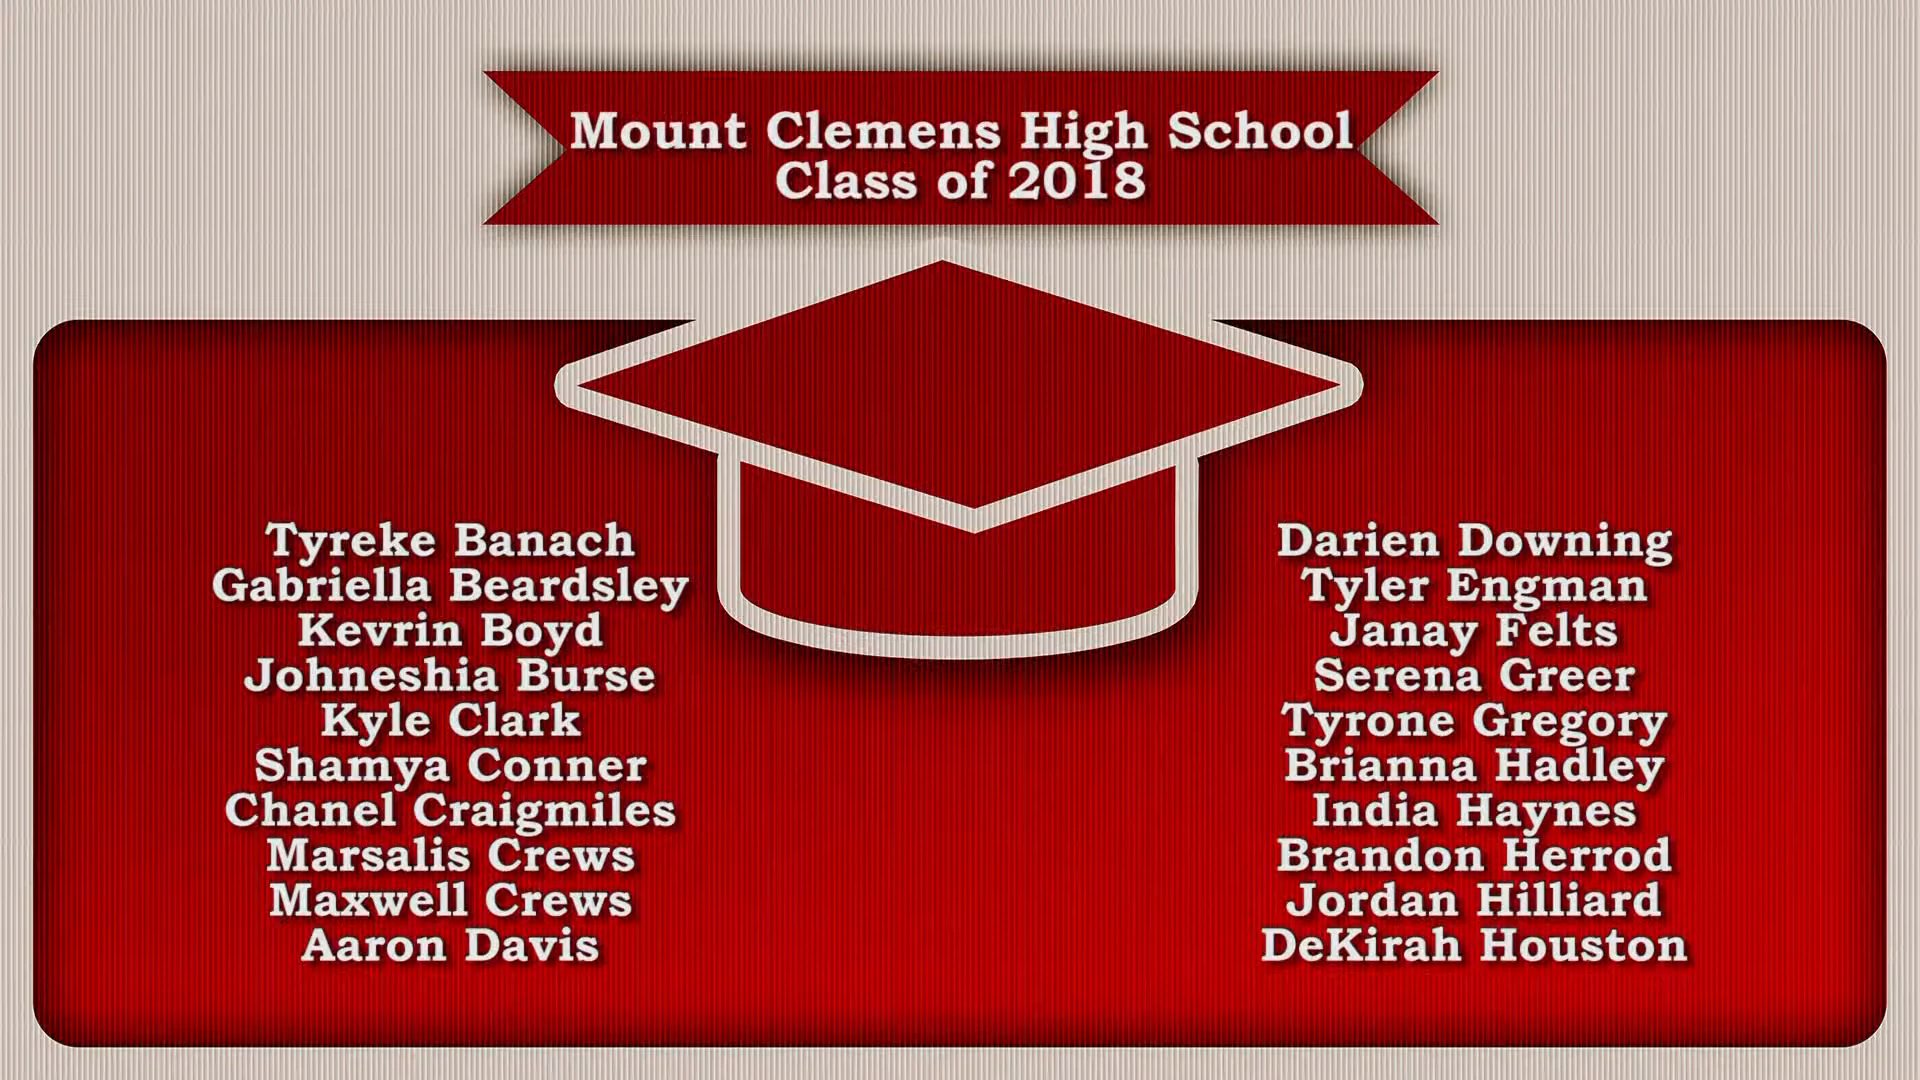 Mount Clemens High School
Class of 2018
Tyreke Banach
Gabriella Beardsley
Kevrin Boyd
Johneshia Burse
Kyle Clark
Shamya Conner
Chanel Craigmiles
Marsalis Crews
Maxwell Crews
Aaron Davis
Darien Downing
Tyler Engman
Janay Felts
Serena Greer
Tyrone Gregory
Brianna Hadley
India Haynes
Brandon Herrod
Jordan Hilliard
DeKirah Houston